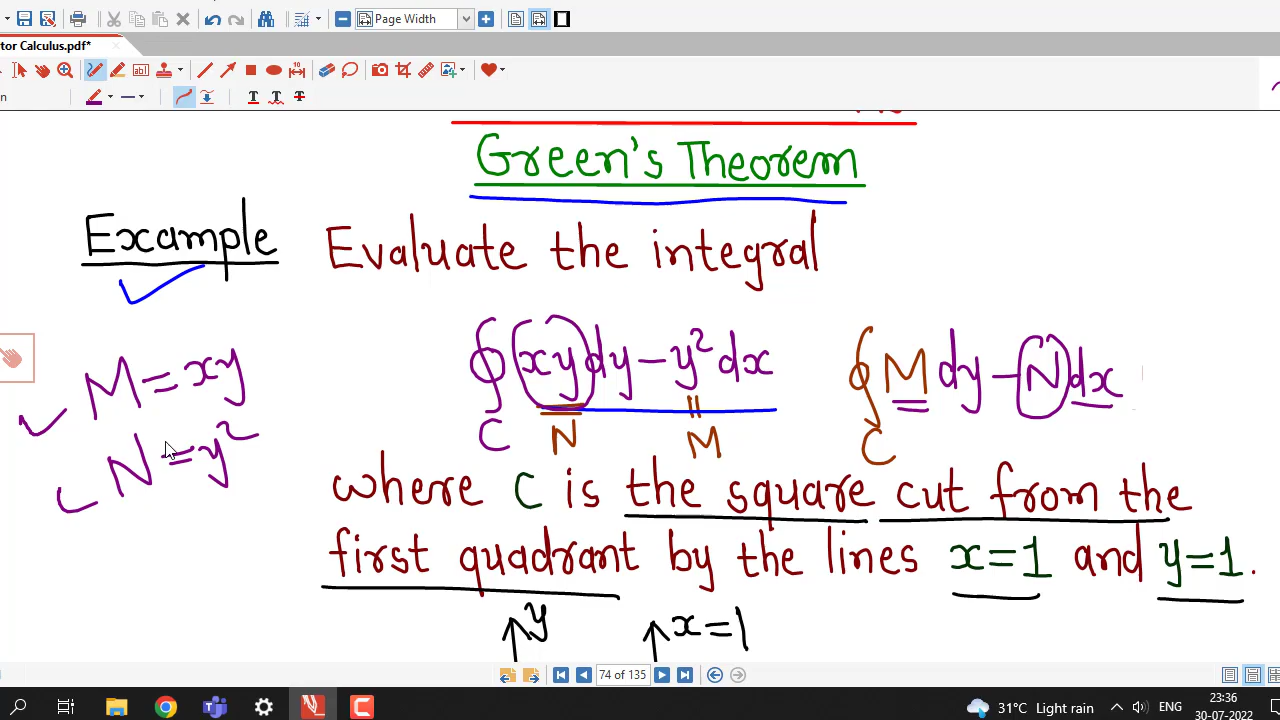 Page Width
tor Calculus.pdf*
Green's Theorem
Example
Evaluate the integral
∮ (xy)dy − y² dx
C
N
M
∮ M dy − N dx
C
M = xy
N = y²
where C is the square cut from the
first quadrant by the lines x=1 and y=1.
y
x=1
74 of 135
31°C Light rain
ENG
23:36
30-07-2022